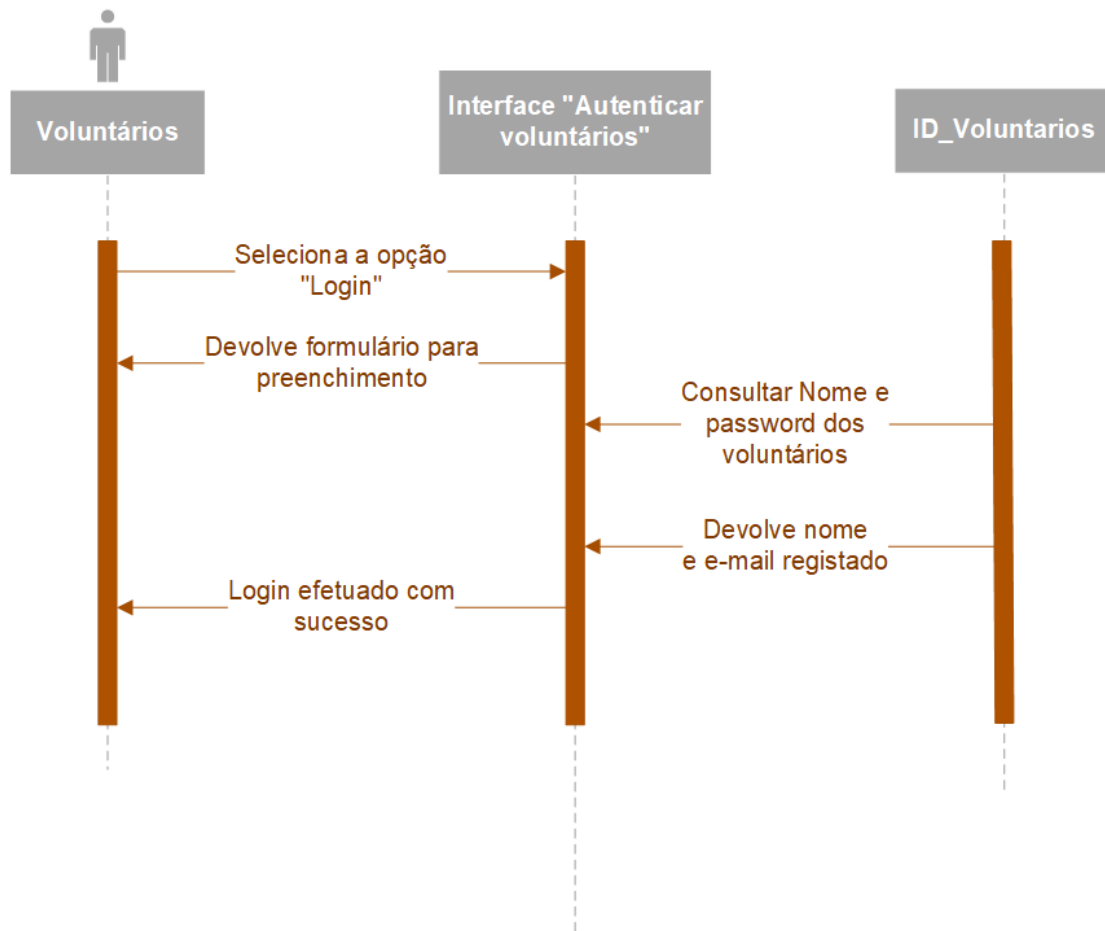 Voluntários
Interface "Autenticar
voluntários"
ID_Voluntarios
Seleciona a opção
"Login"
Devolve formulário para
preenchimento
Consultar Nome e
password dos
voluntários
Devolve nome
e e-mail registado
Login efetuado com
sucesso